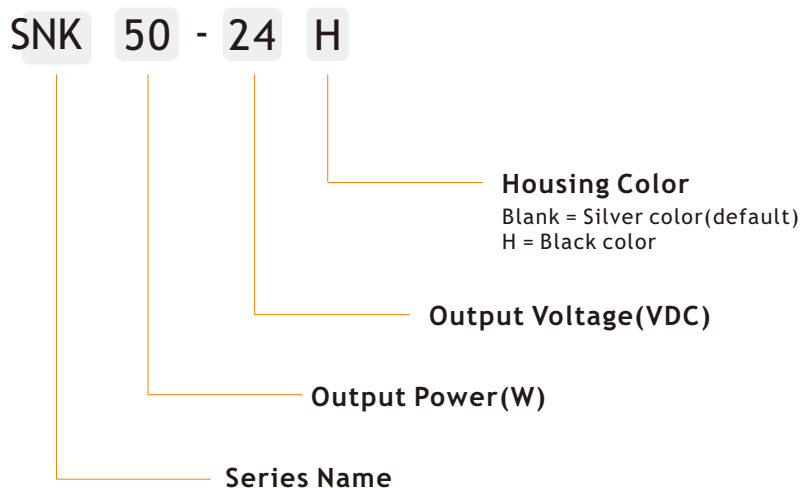 SNK 50 - 24 H
Housing Color
Blank = Silver color(default)
H = Black color
Output Voltage(VDC)
Output Power(W)
Series Name